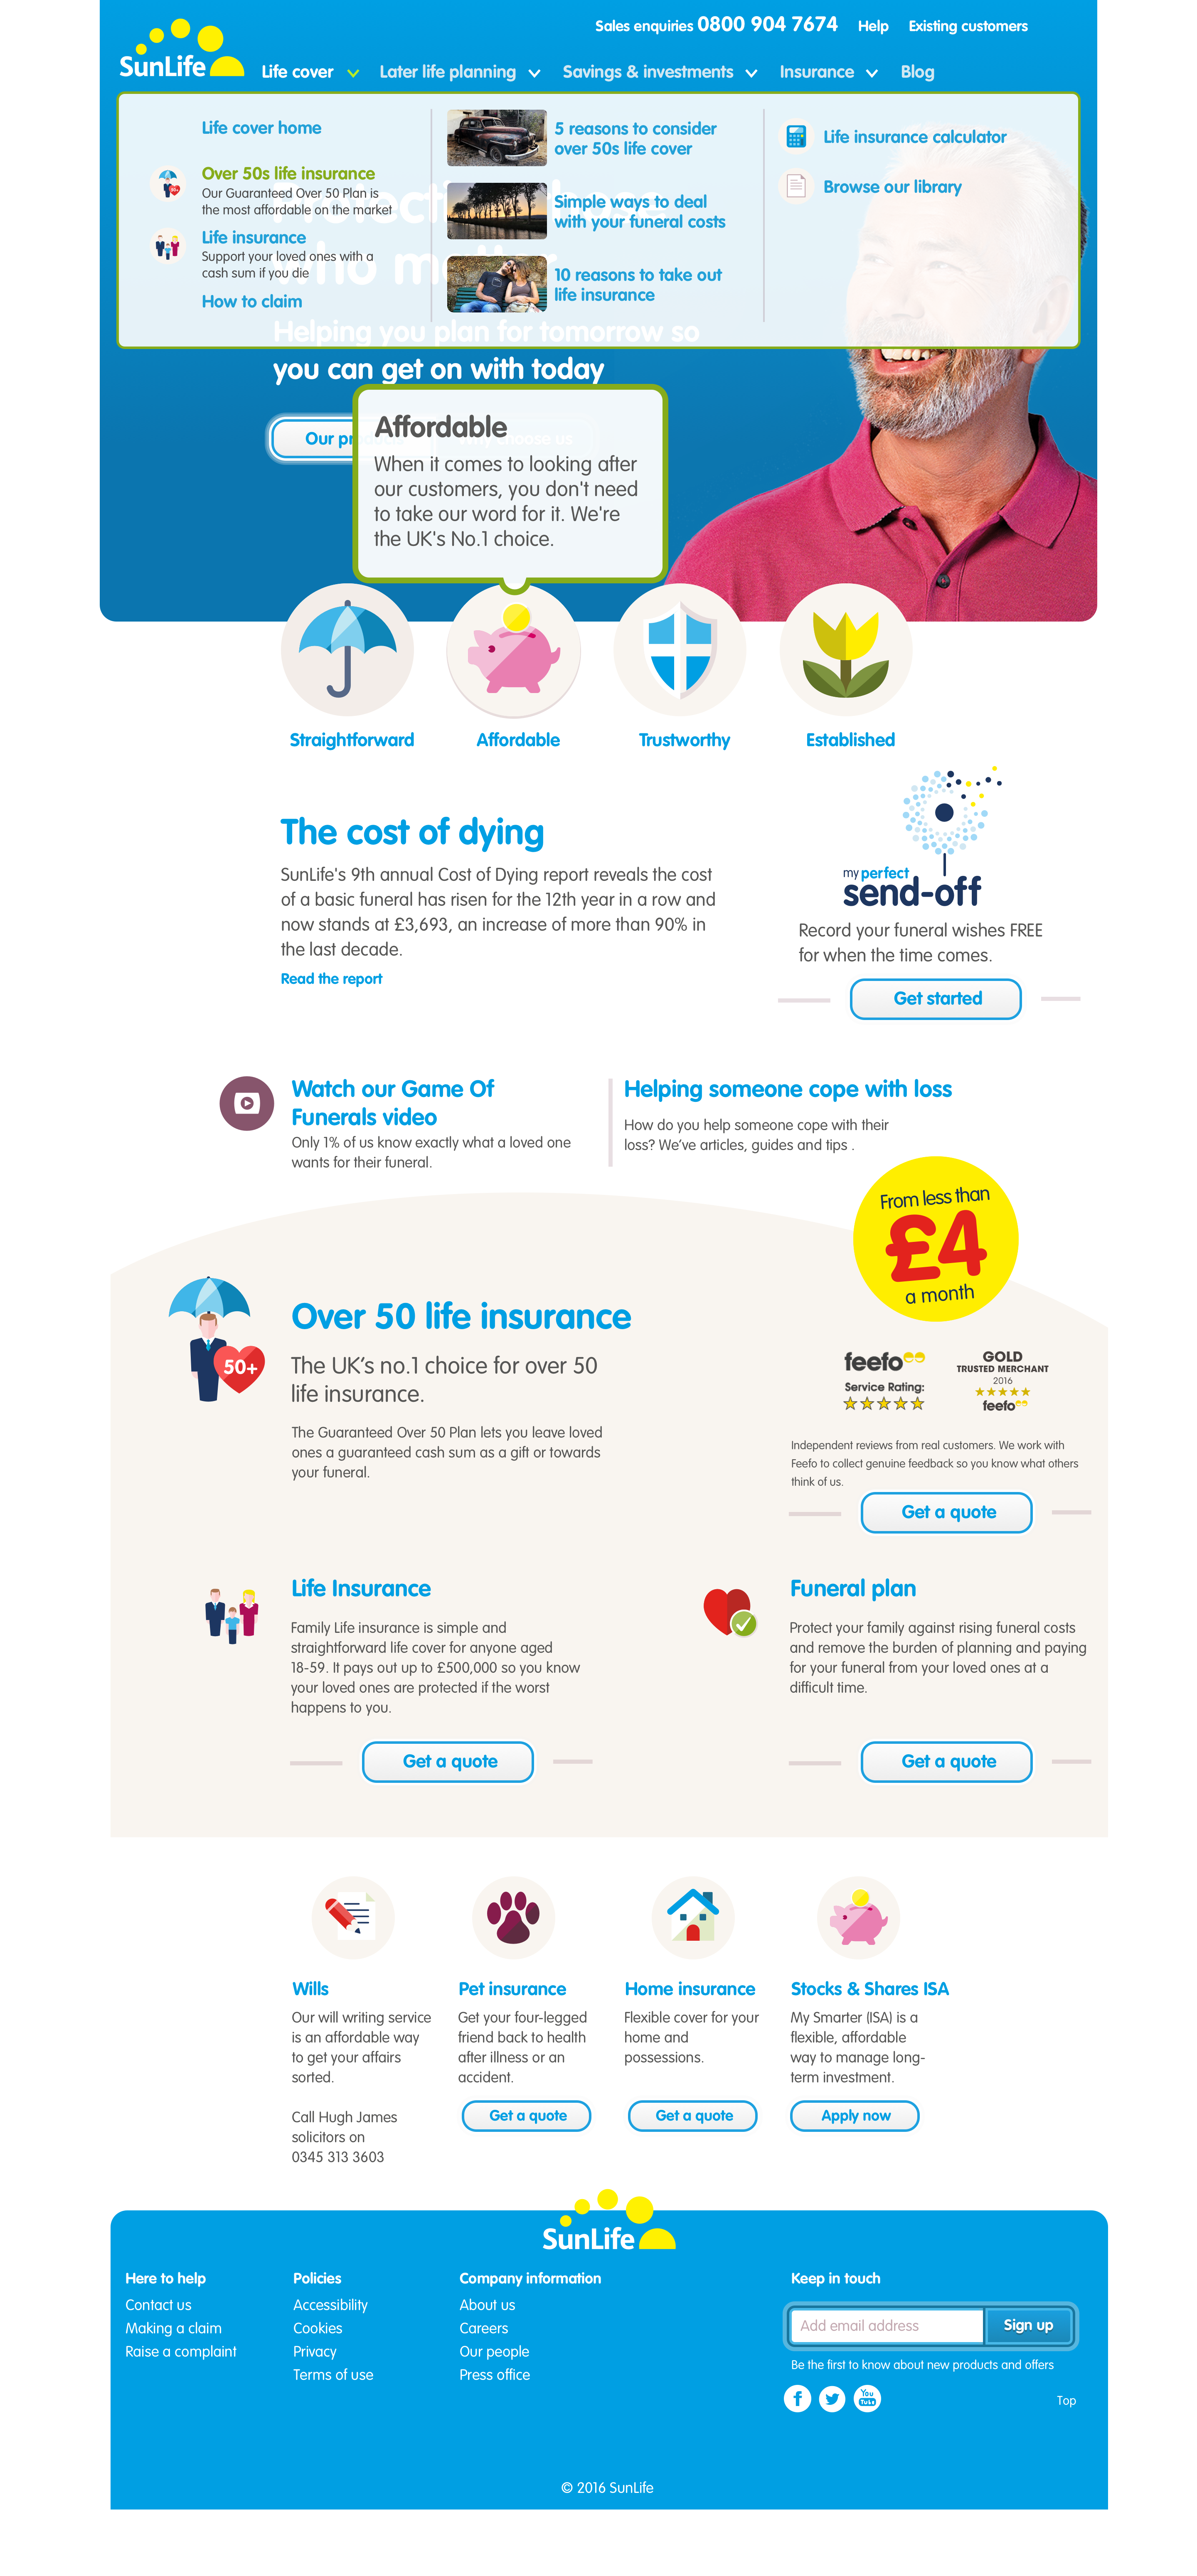 Sales enquiries 0800 904 7674 Help Existing customers
SunLife
Life cover Later life planning Savings & investments Insurance Blog
Life cover home
Over 50s life insurance
Our Guaranteed Over 50 Plan is
the most affordable on the market
Life insurance
Support your loved ones with a
cash sum if you die
How to claim
5 reasons to consider
over 50s life cover
Simple ways to deal
with your funeral costs
10 reasons to take out
life insurance
Life insurance calculator
Browse our library
who
Helping you plan for tomorrow so
you can get on with today
Our
choose us
Affordable
When it comes to looking after
our customers, you don't need
to take our word for it. We're
the UK's No.1 choice.
Straightforward
Affordable
Trustworthy
Established
The cost of dying
SunLife's 9th annual Cost of Dying report reveals the cost
of a basic funeral has risen for the 12th year in a row and
now stands at £3,693, an increase of more than 90% in
the last decade.
Read the report
my perfect
send-off
Record your funeral wishes FREE
for when the time comes.
Get started
Watch our Game Of
Funerals video
Only 1% of us know exactly what a loved one
wants for their funeral.
Helping someone cope with loss
How do you help someone cope with their
loss? We've articles, guides and tips .
From less than
£4
a month
50+
Over 50 life insurance
The UK's no.1 choice for over 50
life insurance.
The Guaranteed Over 50 Plan lets you leave loved
ones a guaranteed cash sum as a gift or towards
your funeral.
feefo
Service Rating:
GOLD
TRUSTED MERCHANT
2016
feefo
Independent reviews from real customers. We work with
Feefo to collect genuine feedback so you know what others
think of us.
Get a quote
Life Insurance
Family Life insurance is simple and
straightforward life cover for anyone aged
18-59. It pays out up to £500,000 so you know
your loved ones are protected if the worst
happens to you.
Get a quote
Funeral plan
Protect your family against rising funeral costs
and remove the burden of planning and paying
for your funeral from your loved ones at a
difficult time.
Get a quote
Wills
Our will writing service
is an affordable way
to get your affairs
sorted.
Call Hugh James
solicitors on
0345 313 3603
Pet insurance
Get your four-legged
friend back to health
after illness or an
accident.
Get a quote
Home insurance
Flexible cover for your
home and
possessions.
Get a quote
Stocks & Shares ISA
My Smarter (ISA) is a
flexible, affordable
way to manage long-
term investment.
Apply now
SunLife
Here to help
Contact us
Making a claim
Raise a complaint
Policies
Accessibility
Cookies
Privacy
Terms of use
Company information
About us
Careers
Our people
Press office
Keep in touch
Add email address
Sign up
Be the first to know about new products and offers
You
Tube
Top
© 2016 SunLife